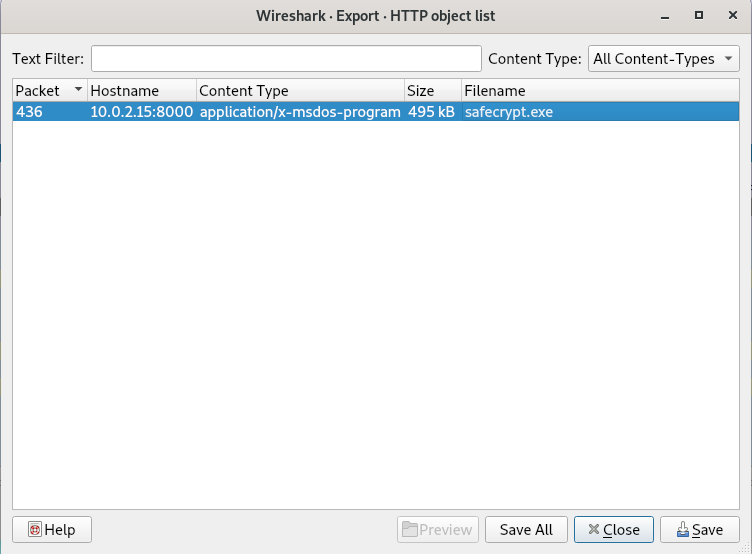 Wireshark · Export · HTTP object list
Text Filter: Content Type: All Content-Types
Packet Hostname Content Type Size Filename
436 10.0.2.15:8000 application/x-msdos-program 495 kB safecrypt.exe
Help Preview Save All Close Save